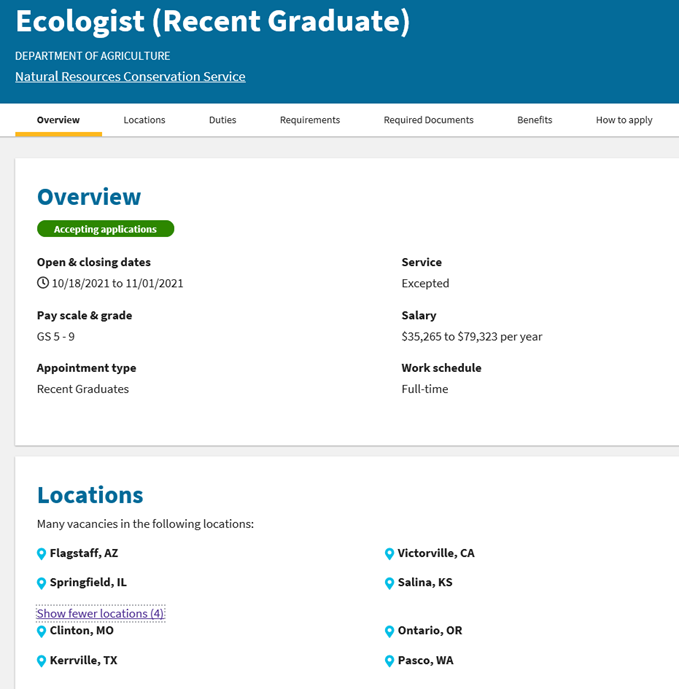 Ecologist (Recent Graduate)
DEPARTMENT OF AGRICULTURE
Natural Resources Conservation Service
Overview Locations Duties Requirements Required Documents Benefits How to apply
Overview
Accepting applications
Open & closing dates
10/18/2021 to 11/01/2021
Service
Excepted
Pay scale & grade
GS 5 - 9
Salary
$35,265 to $79,323 per year
Appointment type
Recent Graduates
Work schedule
Full-time
Locations
Many vacancies in the following locations:
Flagstaff, AZ
Victorville, CA
Springfield, IL
Salina, KS
Show fewer locations (4)
Clinton, MO
Ontario, OR
Kerrville, TX
Pasco, WA